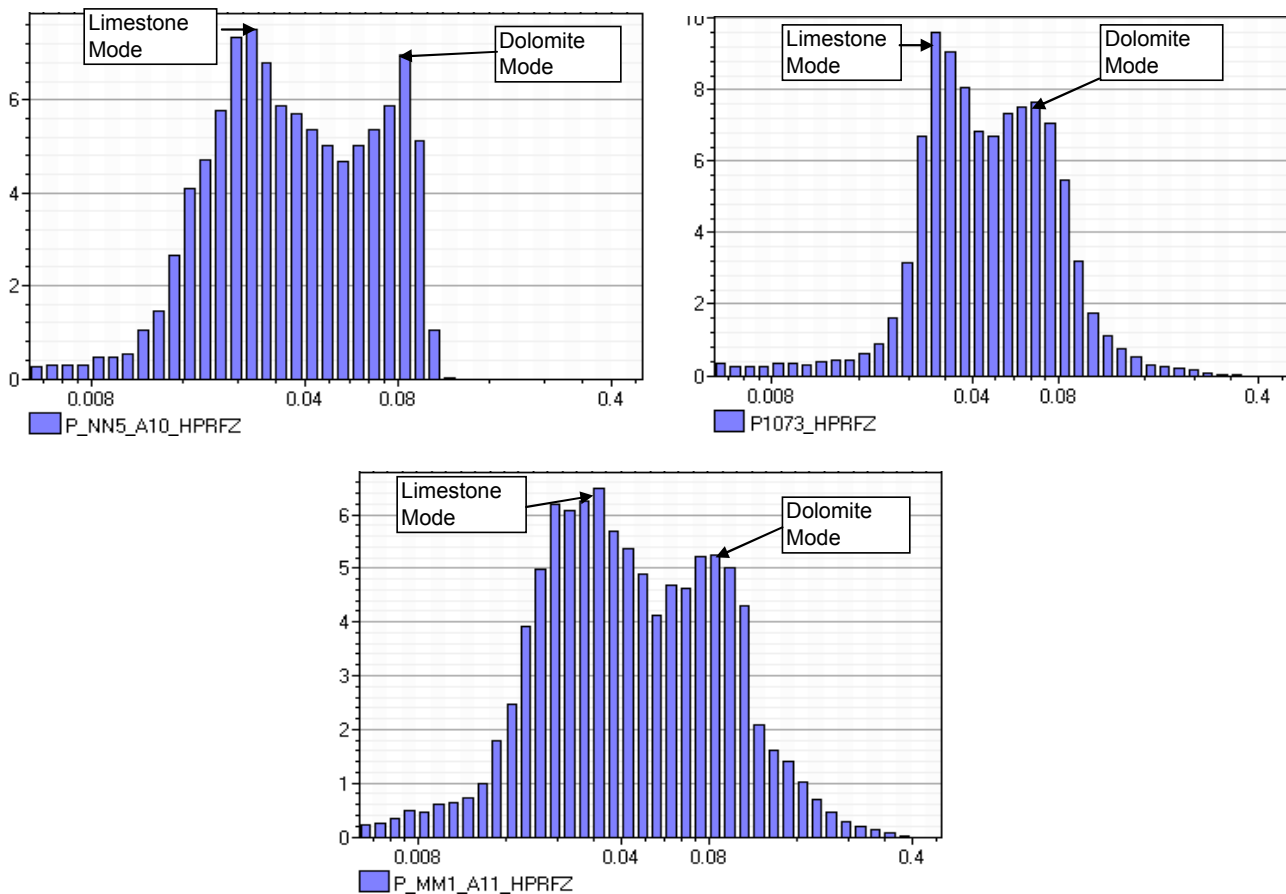 Limestone
Mode
Dolomite
Mode
6
4
2
0
0.008 0.04 0.08 0.4
P_NN5_A10_HPRFZ
10
Limestone
Mode
Dolomite
Mode
8
6
4
2
0
0.008 0.04 0.08 0.4
P1073_HPRFZ
Limestone
Mode
Dolomite
Mode
6
5
4
3
2
1
0
0.008 0.04 0.08 0.4
P_MM1_A11_HPRFZ